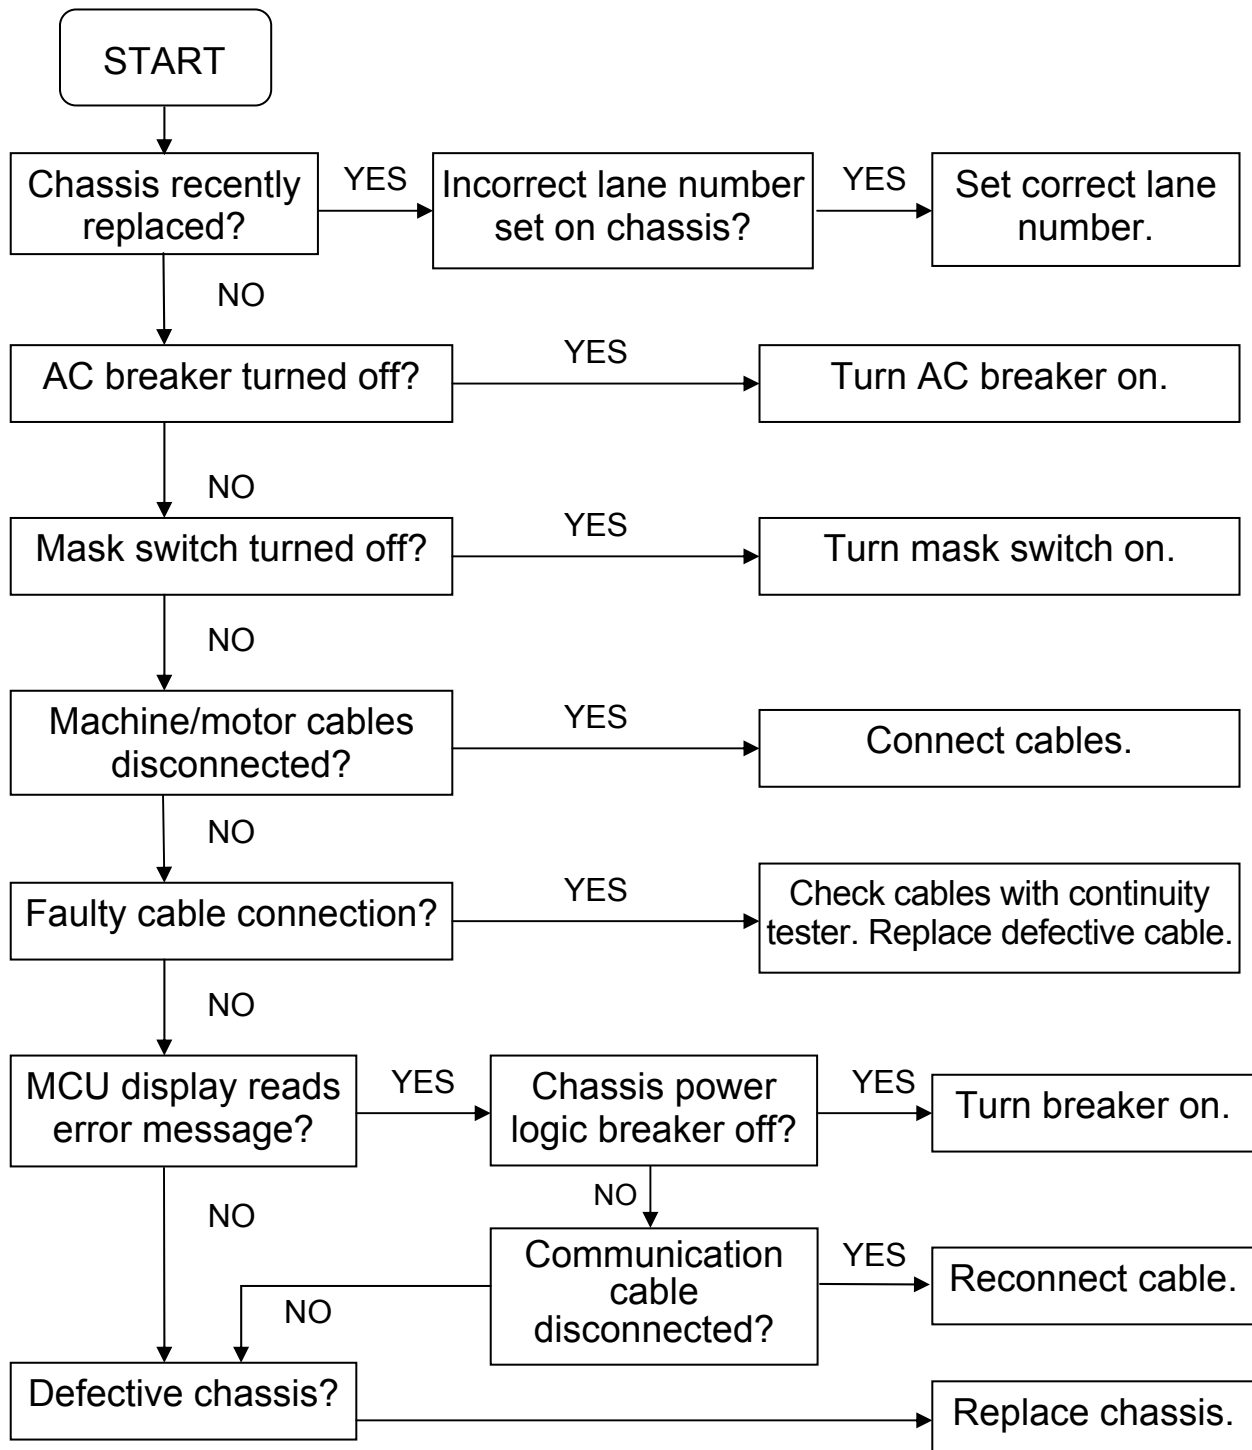 START
Chassis recently
replaced?
YES
Incorrect lane number
set on chassis?
YES
Set correct lane
number.
NO
AC breaker turned off?
YES
Turn AC breaker on.
NO
Mask switch turned off?
YES
Turn mask switch on.
NO
Machine/motor cables
disconnected?
YES
Connect cables.
NO
Faulty cable connection?
YES
Check cables with continuity
tester. Replace defective cable.
NO
MCU display reads
error message?
YES
Chassis power
logic breaker off?
YES
Turn breaker on.
NO
NO
Communication
cable
disconnected?
YES
Reconnect cable.
NO
Defective chassis?
Replace chassis.